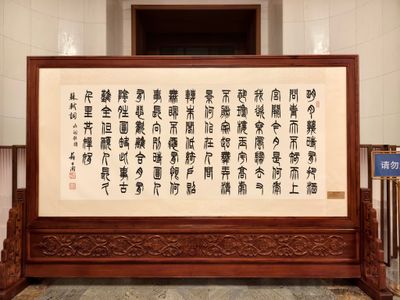 明月幾時有把酒
問青天不知天上
宮闕今夕是何年
我欲乘風歸去又
恐瓊樓玉宇高處
不勝寒起舞弄清
影何似在人間
轉朱閣低綺戶照
無眠不應有恨何
事長向別時圓人
有悲歡離合月有
陰晴圓缺此事古
難全但願人長久
千里共嬋娟
蘇軾詞 水調歌頭
请勿